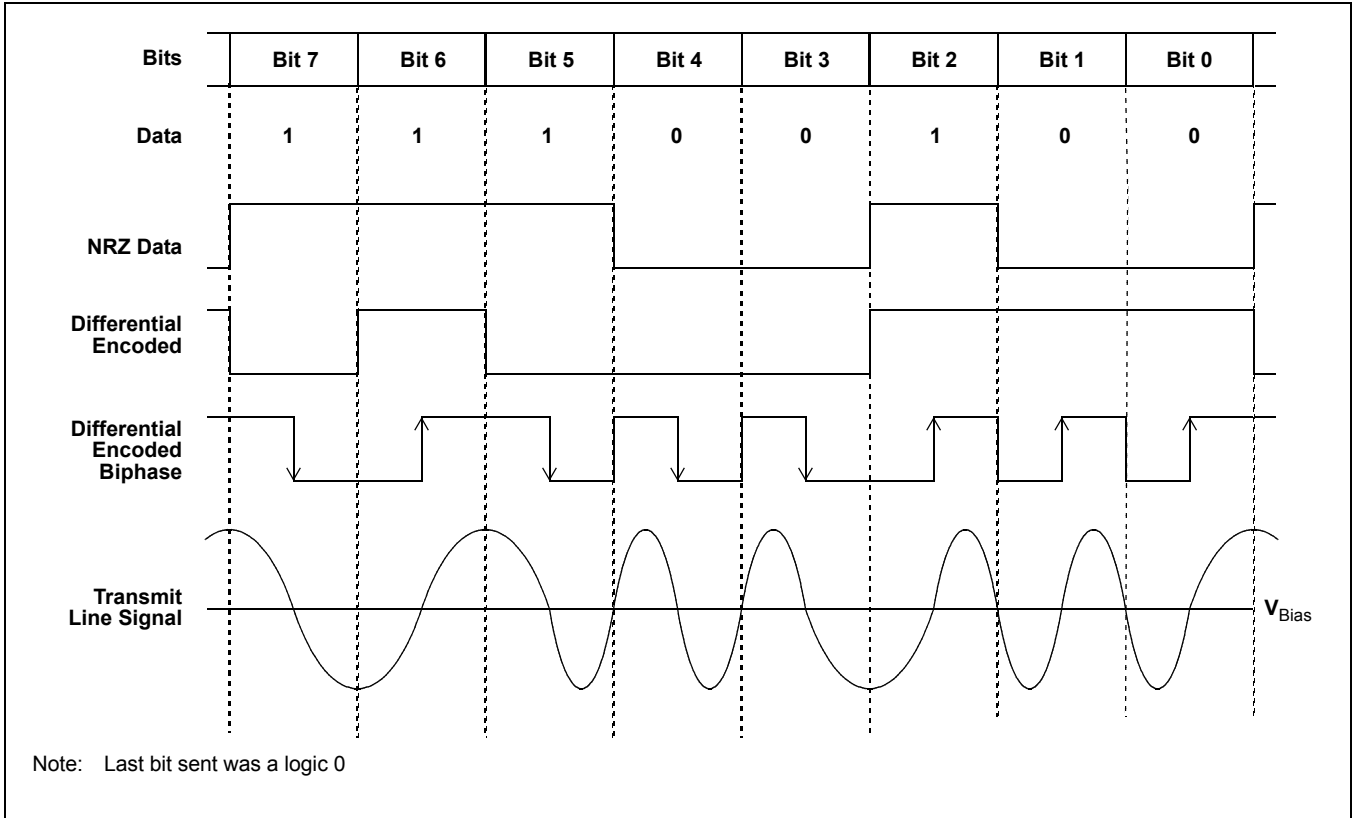 Bits Bit 7 Bit 6 Bit 5 Bit 4 Bit 3 Bit 2 Bit 1 Bit 0
Data 1 1 1 0 0 1 0 0
NRZ Data
Differential
Encoded
Differential
Encoded
Biphase
Transmit
Line Signal
VBias
Note: Last bit sent was a logic 0